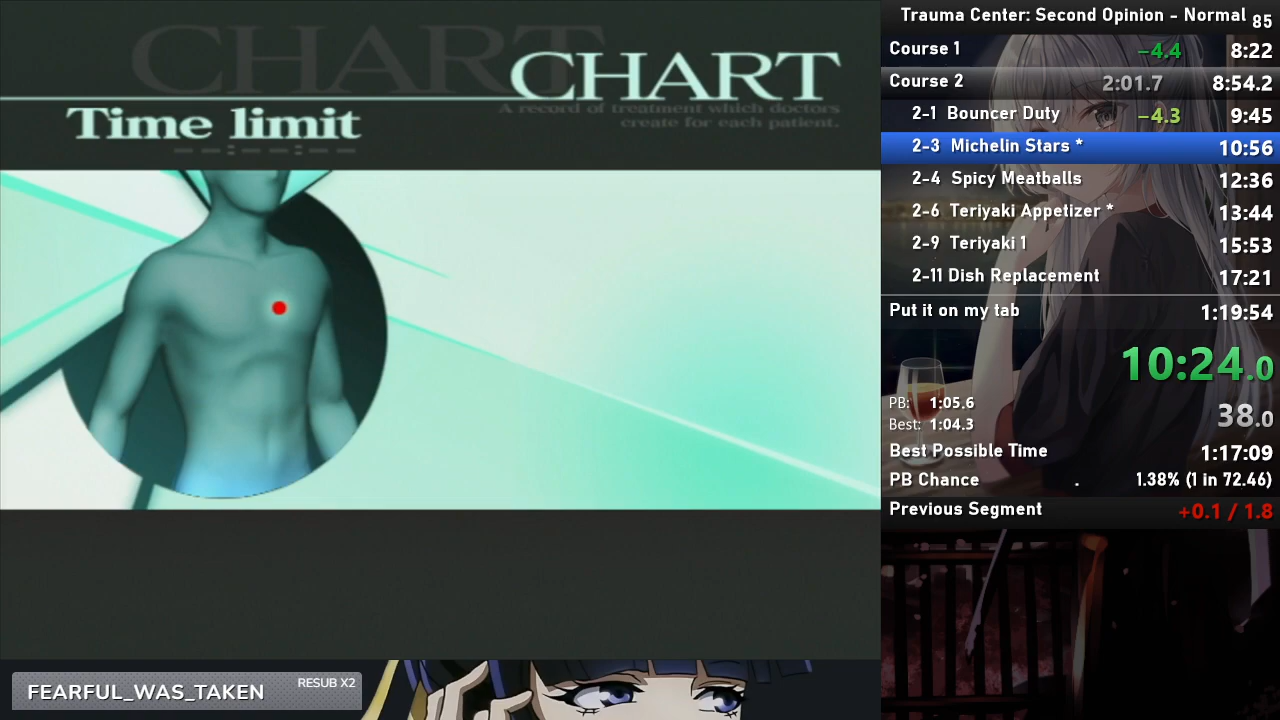 CHART
CHART
A record of treatment which doctors
create for each patient.
Time limit
--:--:--
FEARFUL_WAS_TAKEN
RESUB X2
Trauma Center: Second Opinion - Normal 85
Course 1 −4.4 8:22
Course 2 2:01.7 8:54.2
2-1 Bouncer Duty −4.3 9:45
2-3 Michelin Stars * 10:56
2-4 Spicy Meatballs 12:36
2-6 Teriyaki Appetizer * 13:44
2-9 Teriyaki 1 15:53
2-11 Dish Replacement 17:21
Put it on my tab 1:19:54
10:24.0
PB: 1:05.6
Best: 1:04.3
38.0
Best Possible Time 1:17:09
PB Chance . 1.38% (1 in 72.46)
Previous Segment +0.1 / 1.8